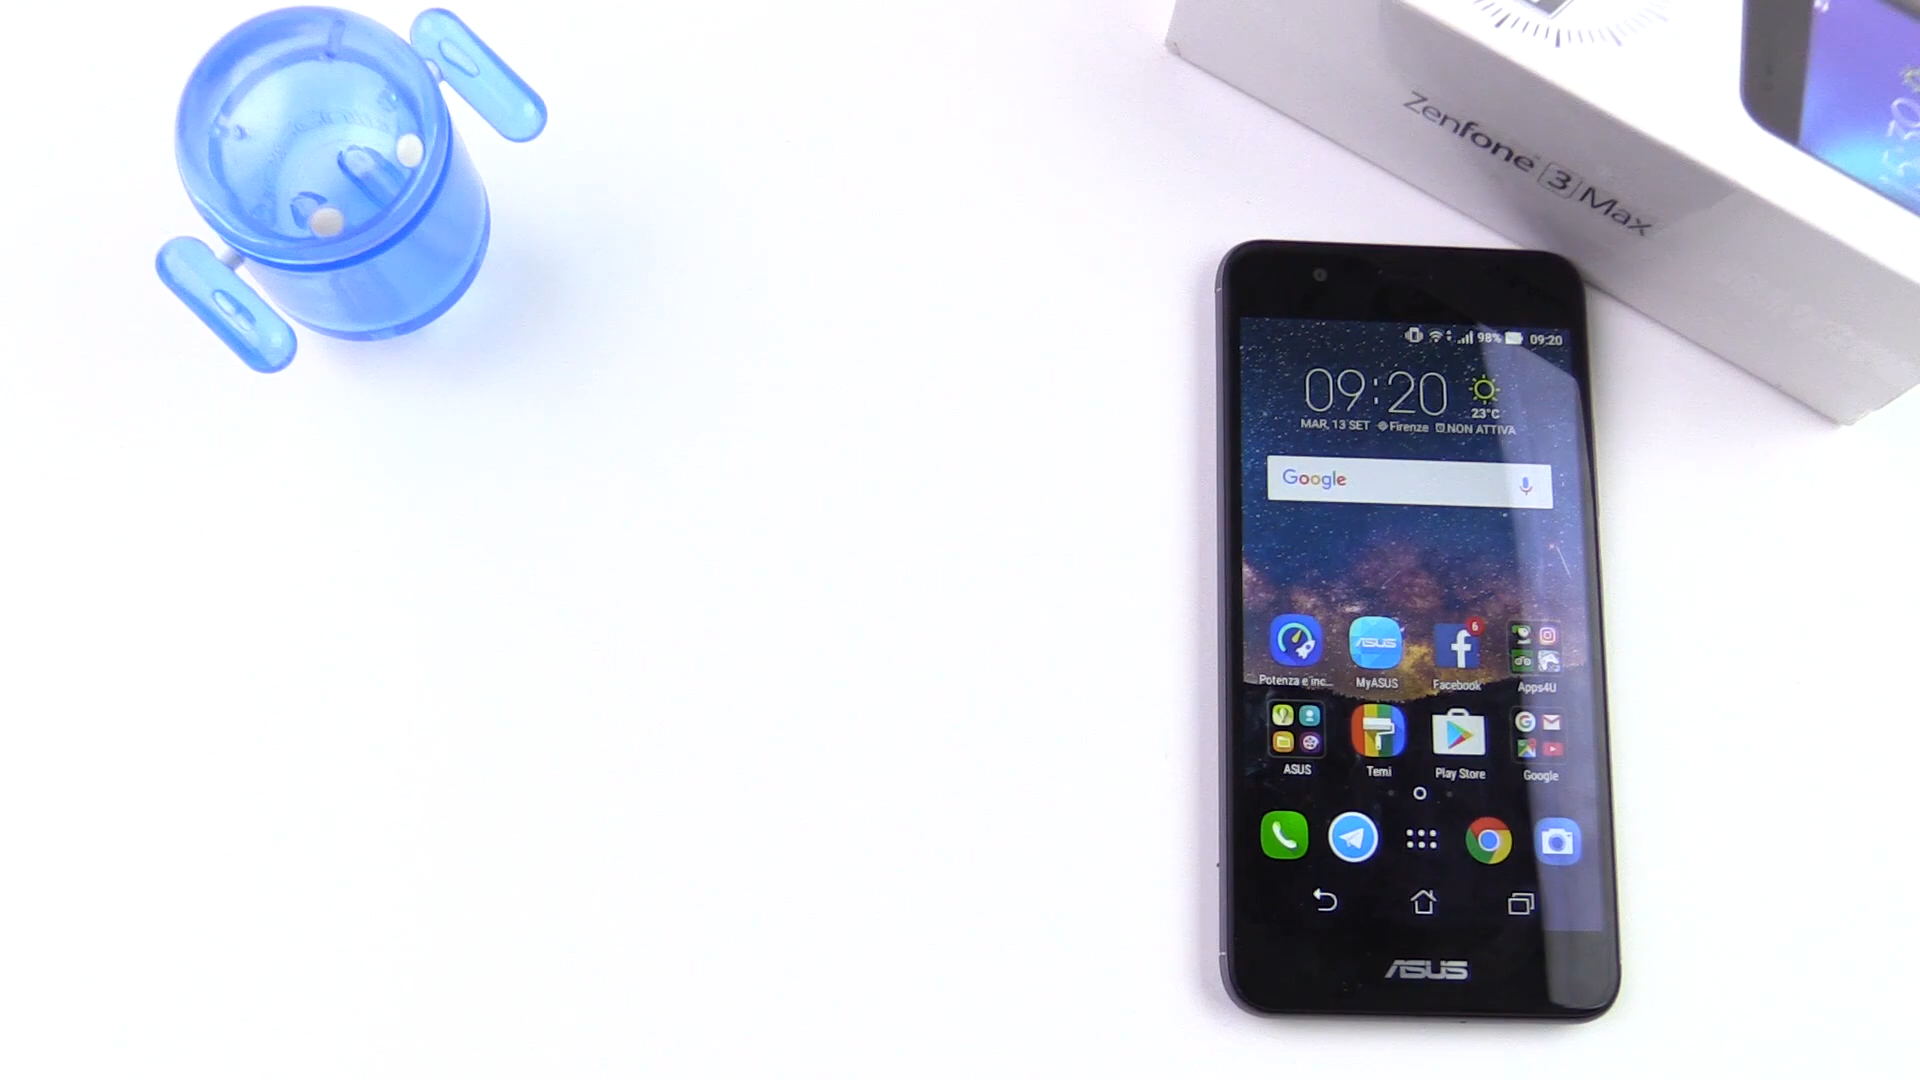 Zenfone 3 Max
98% 09:20
09:20
23°C
MAR, 13 SET Firenze NON ATTIVA
Google
6
Potenza e inc... MyASUS Facebook Apps4U
ASUS Temi Play Store Google
ASUS